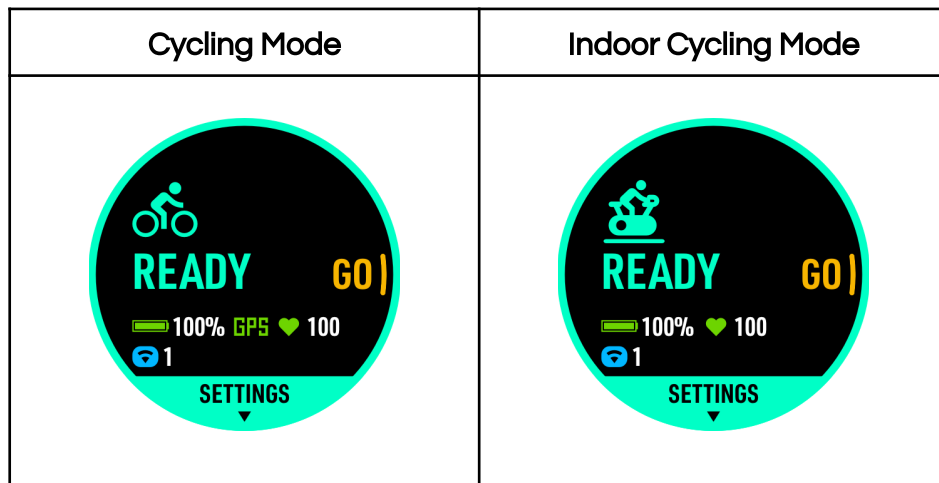 Cycling Mode
Indoor Cycling Mode
READY
GO
100% GPS 100
1
SETTINGS
READY
GO
100% 100
1
SETTINGS